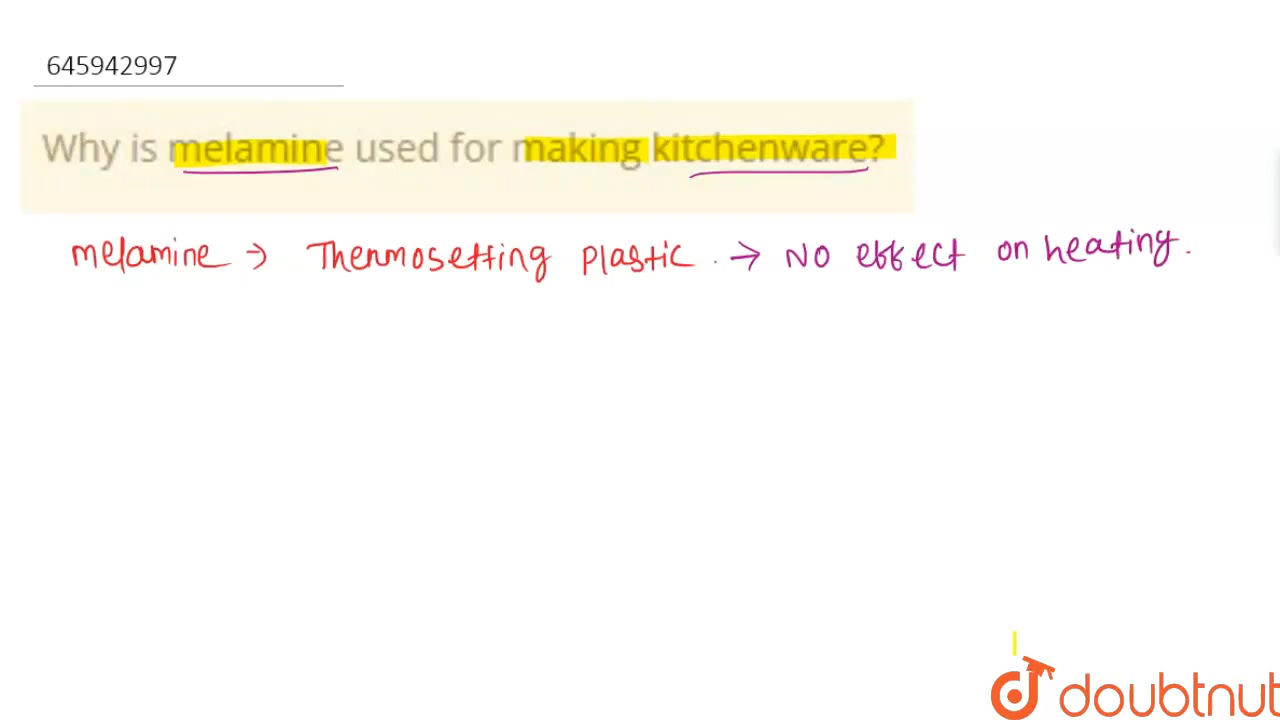 645942997
Why is melamine used for making kitchenware?
melamine → Thermosetting plastic. → No effect on heating.
doubtnut